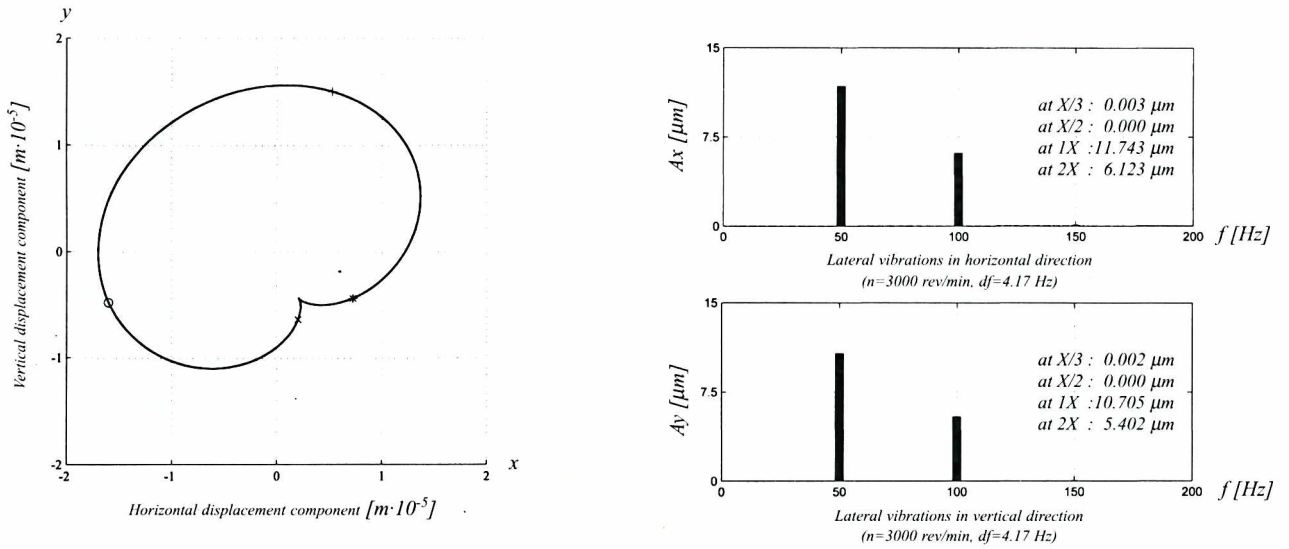 y
2
1
0
-1
-2
-2
-1
0
1
2
x
Vertical displacement component [m·10⁻⁵]
Horizontal displacement component [m·10⁻⁵]
15
7.5
0
Ax [μm]
at X/3 : 0.003 μm
at X/2 : 0.000 μm
at 1X :11.743 μm
at 2X : 6.123 μm
0
50
100
150
200
f [Hz]
Lateral vibrations in horizontal direction
(n=3000 rev/min, df=4.17 Hz)
15
7.5
0
Ay [μm]
at X/3 : 0.002 μm
at X/2 : 0.000 μm
at 1X :10.705 μm
at 2X : 5.402 μm
0
50
100
150
200
f [Hz]
Lateral vibrations in vertical direction
(n=3000 rev/min, df=4.17 Hz)